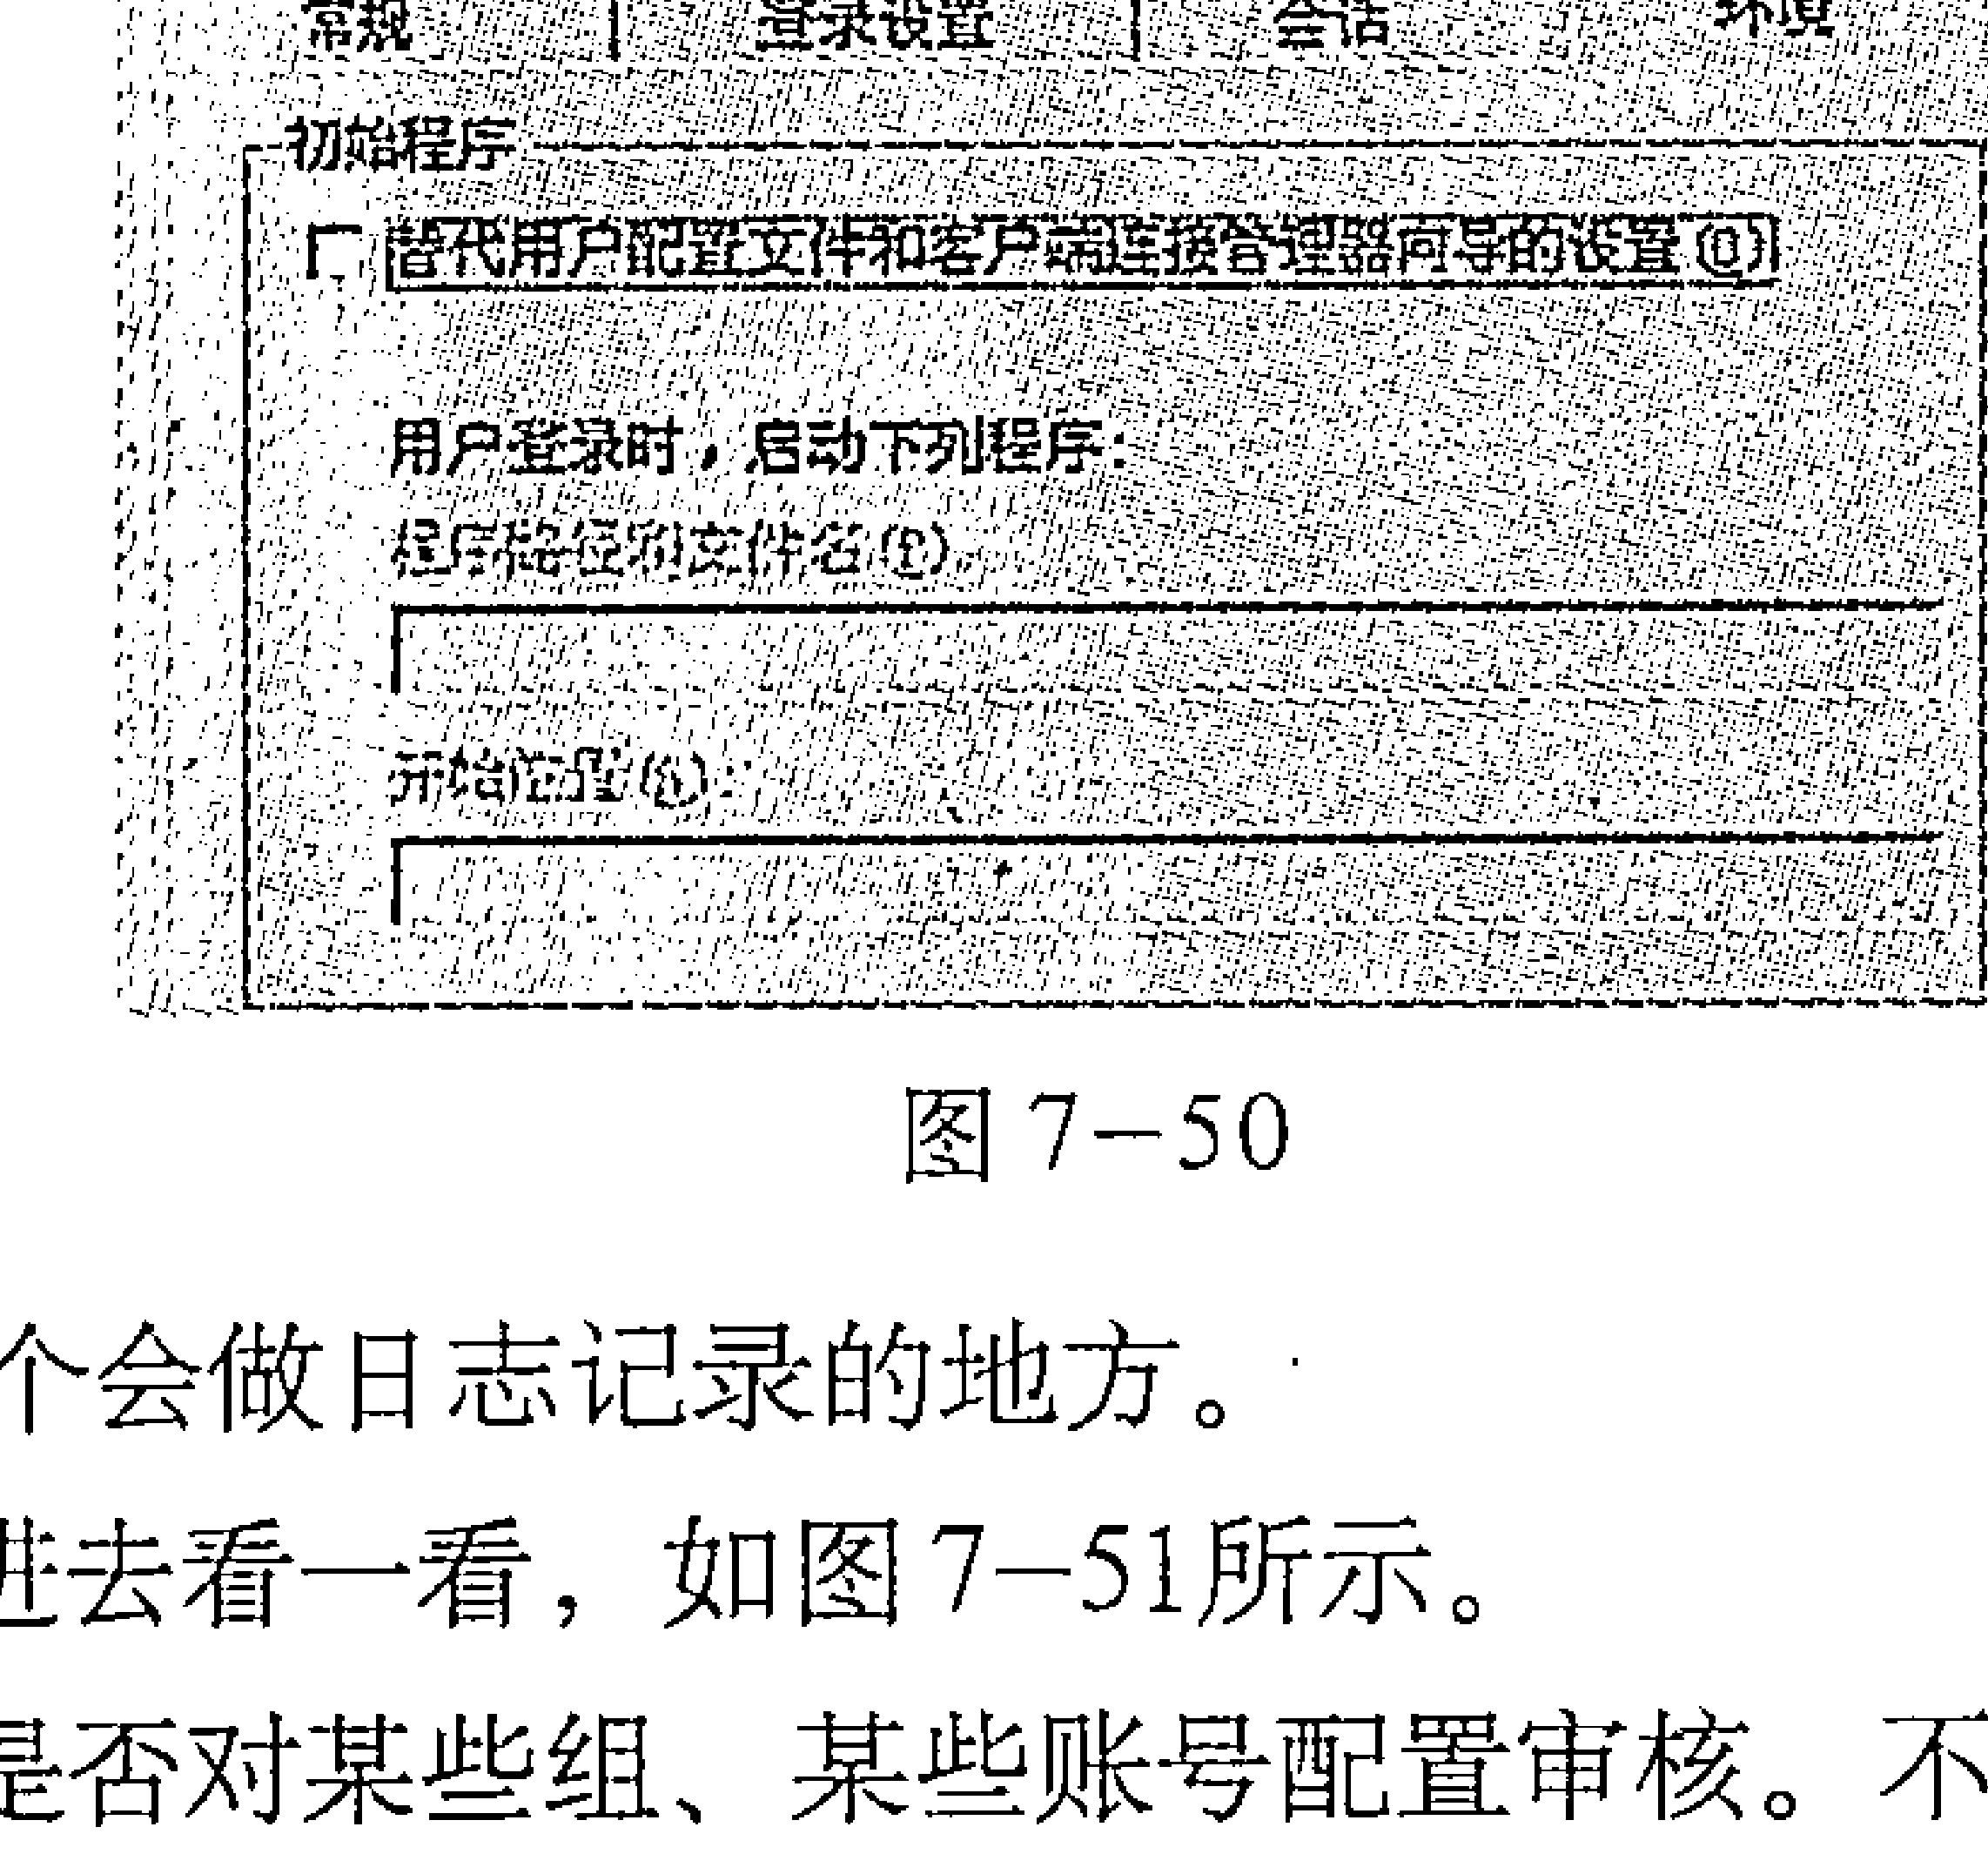 常规 登录设置 会话 环境
初始程序
替代用户配置文件和客户端连接管理器向导的设置(O)
用户登录时，启动下列程序：
程序路径和文件名(P)
开始位置(S)：
图 7-50
个会做日志记录的地方。
进去看一看，如图7-51所示。
是否对某些组、某些账号配置审核。不